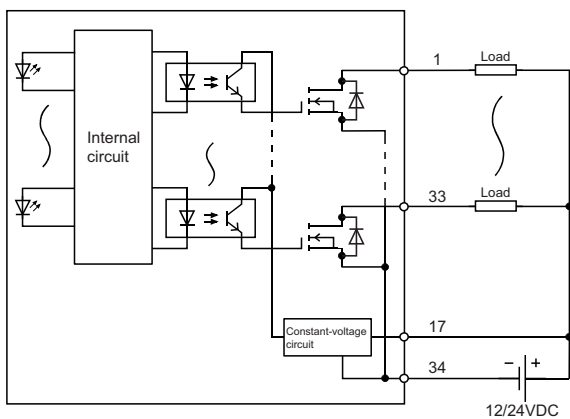 1
Load
Internal
circuit
33
Load
Constant-voltage
circuit
17
34
− +
12/24VDC